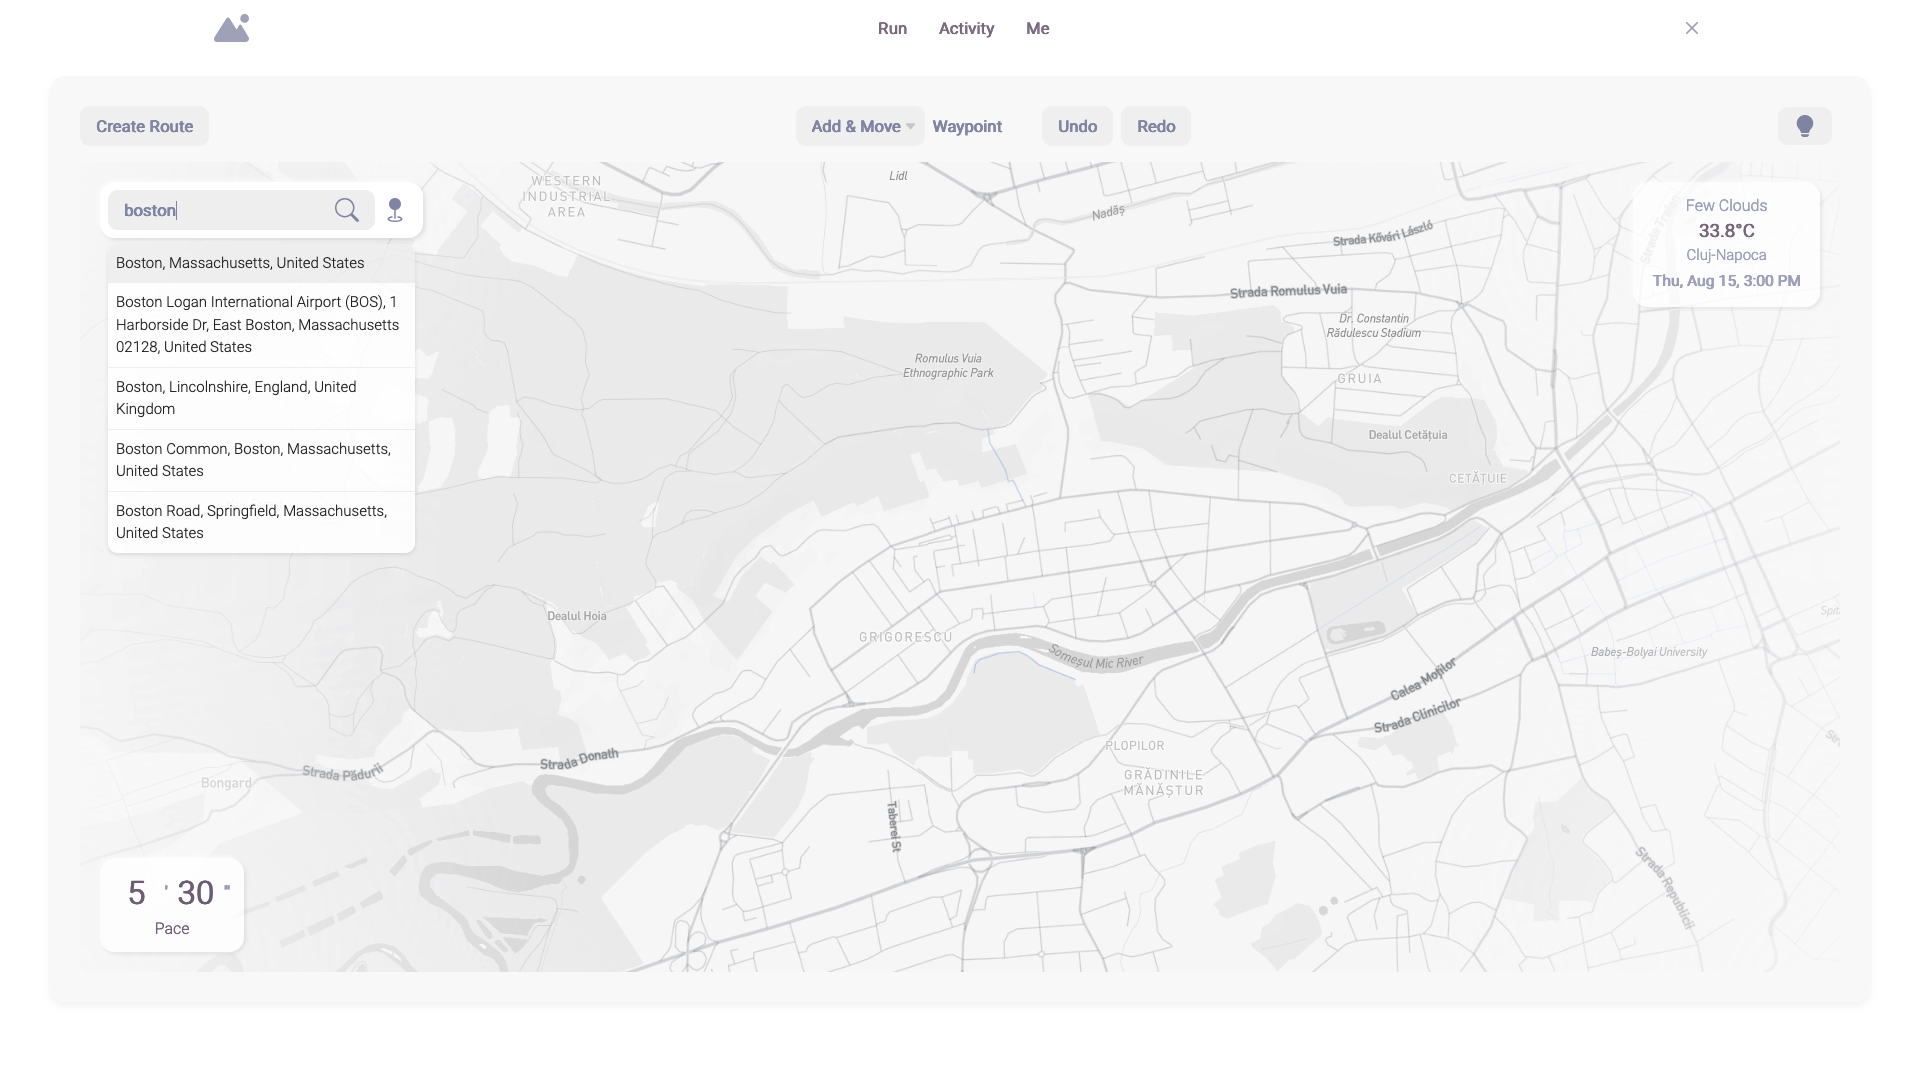 Run Activity Me
Create Route
Add & Move Waypoint
Undo Redo
boston
Boston, Massachusetts, United States
Boston Logan International Airport (BOS), 1
Harborside Dr, East Boston, Massachusetts
02128, United States
Boston, Lincolnshire, England, United
Kingdom
Boston Common, Boston, Massachusetts,
United States
Boston Road, Springfield, Massachusetts,
United States
Few Clouds
33.8°C
Cluj-Napoca
Thu, Aug 15, 3:00 PM
WESTERN
INDUSTRIAL
AREA
Lidl
Nadăș
Strada Kővári László
Strada Romulus Vuia
Dr. Constantin
Rădulescu Stadium
Romulus Vuia
Ethnographic Park
GRUIA
Dealul Cetățuia
CETĂȚUIE
Dealul Hoia
GRIGORESCU
Someșul Mic River
Babeș-Bolyai University
Calea Moților
Strada Clinicilor
PLOPILOR
GRĂDINILE
MĂNĂȘTUR
Strada Donath
Strada Pădurii
Bongard
Taberei St
Strada Republicii
5 ' 30 "
Pace